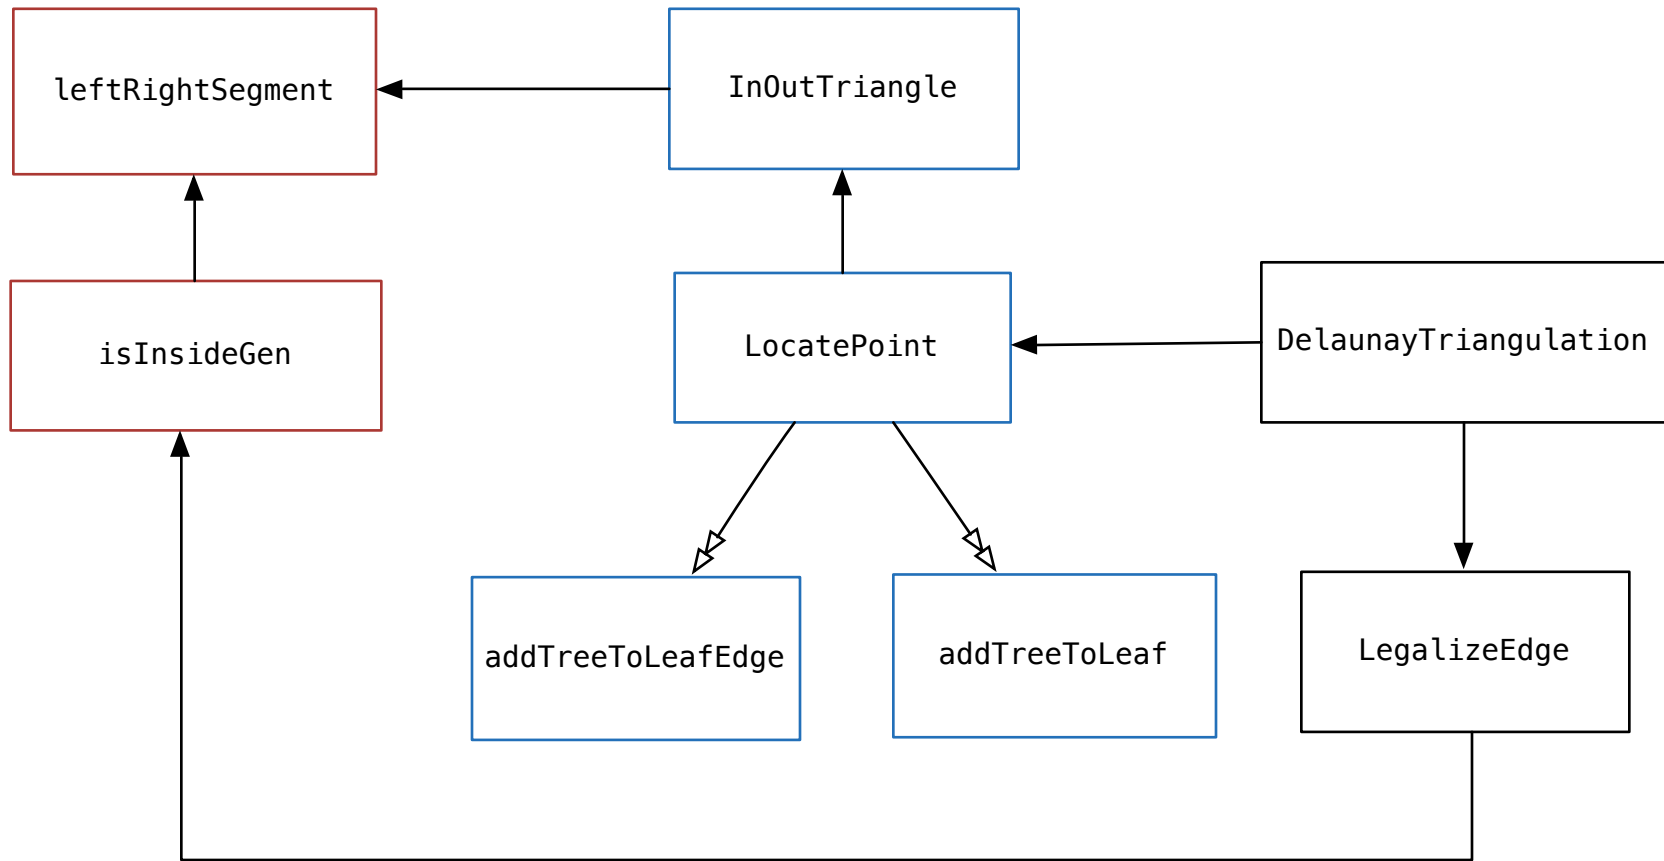 leftRightSegment
InOutTriangle
isInsideGen
LocatePoint
DelaunayTriangulation
addTreeToLeafEdge
addTreeToLeaf
LegalizeEdge